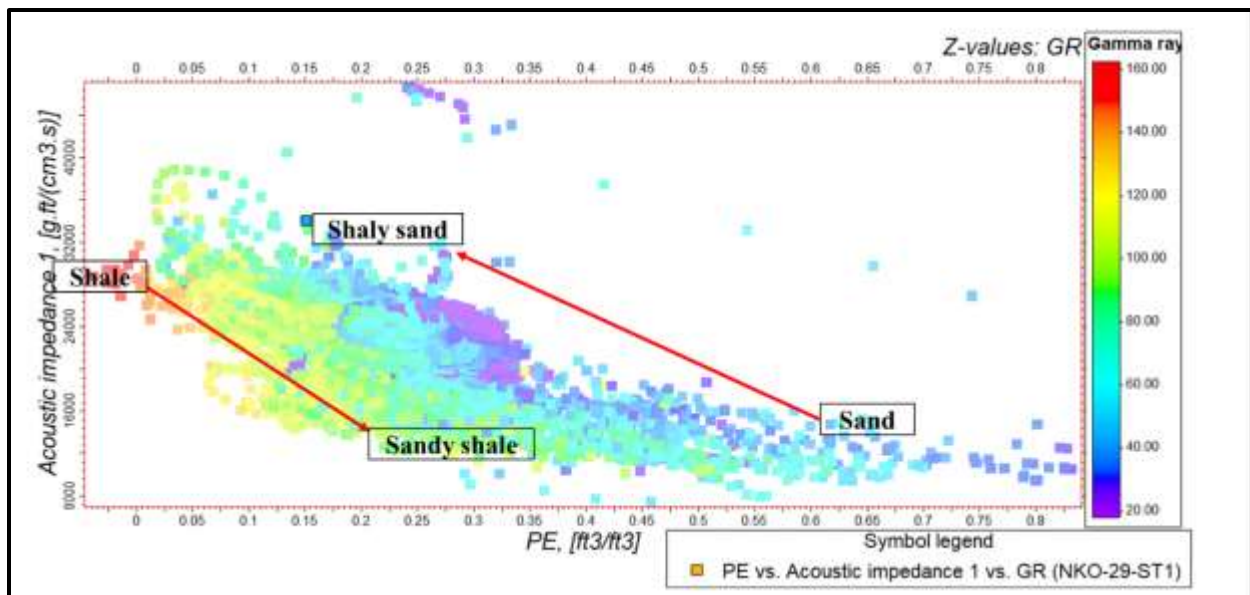 Z-values: GR
Gamma ray
0 0.05 0.1 0.15 0.2 0.25 0.3 0.35 0.4 0.45 0.5 0.55 0.6 0.65 0.7 0.75 0.8
160.00
140.00
120.00
100.00
80.00
60.00
40.00
20.00
Acoustic impedance 1, [g.ft/(cm3.s)]
40000
32000
24000
16000
8000
Shaly sand
Shale
Sand
Sandy shale
0 0.05 0.1 0.15 0.2 0.25 0.3 0.35 0.4 0.45 0.5 0.55 0.6 0.65 0.7 0.75 0.8
PE, [ft3/ft3]
Symbol legend
PE vs. Acoustic impedance 1 vs. GR (NKO-29-ST1)